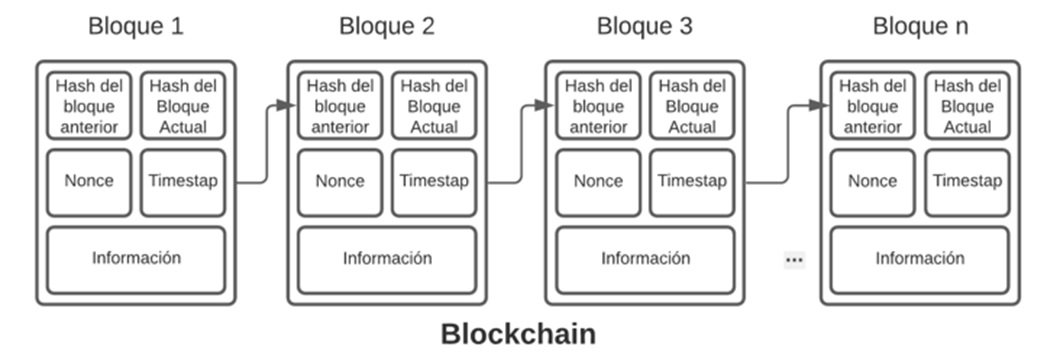 Bloque 1
Bloque 2
Bloque 3
Bloque n
Hash del
bloque
anterior
Hash del
Bloque
Actual
Nonce
Timestap
Información
Hash del
bloque
anterior
Hash del
Bloque
Actual
Nonce
Timestap
Información
Hash del
bloque
anterior
Hash del
Bloque
Actual
Nonce
Timestap
Información
...
Hash del
bloque
anterior
Hash del
Bloque
Actual
Nonce
Timestap
Información
Blockchain